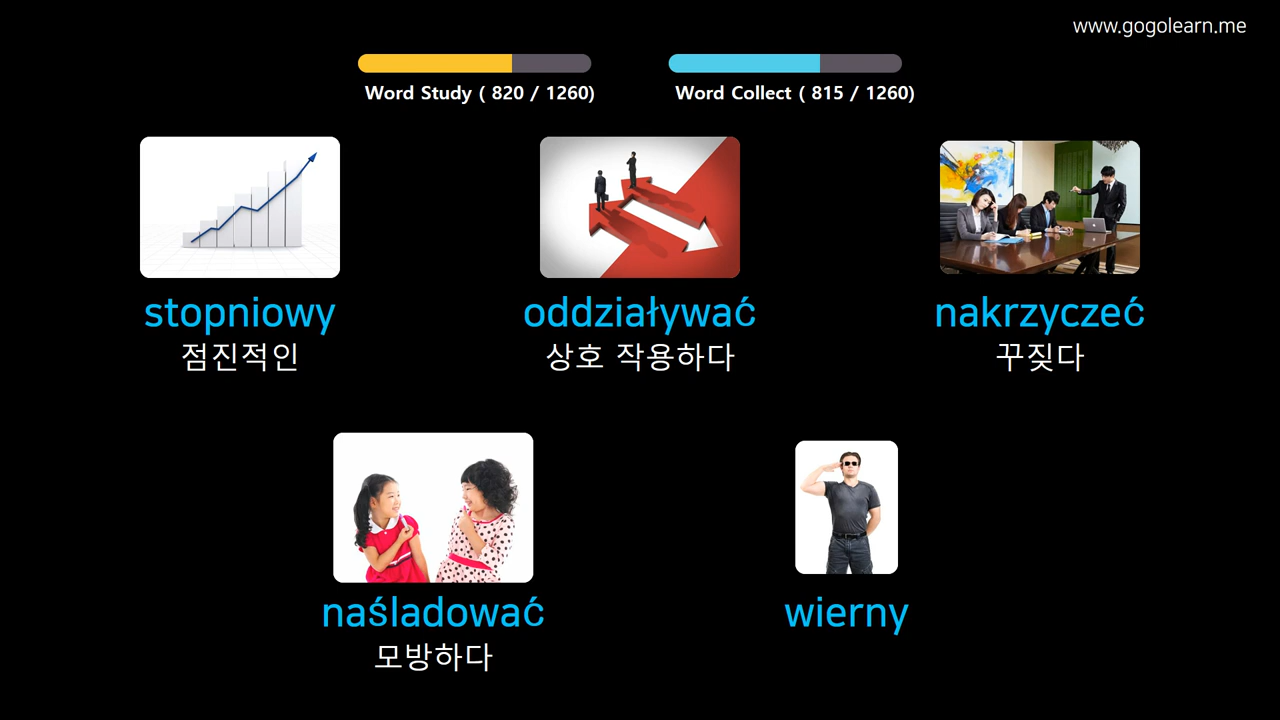 www.gogolearn.me
Word Study ( 820 / 1260)
Word Collect ( 815 / 1260)
stopniowy
점진적인
oddziaływać
상호 작용하다
nakrzyczeć
꾸짖다
naśladować
모방하다
wierny